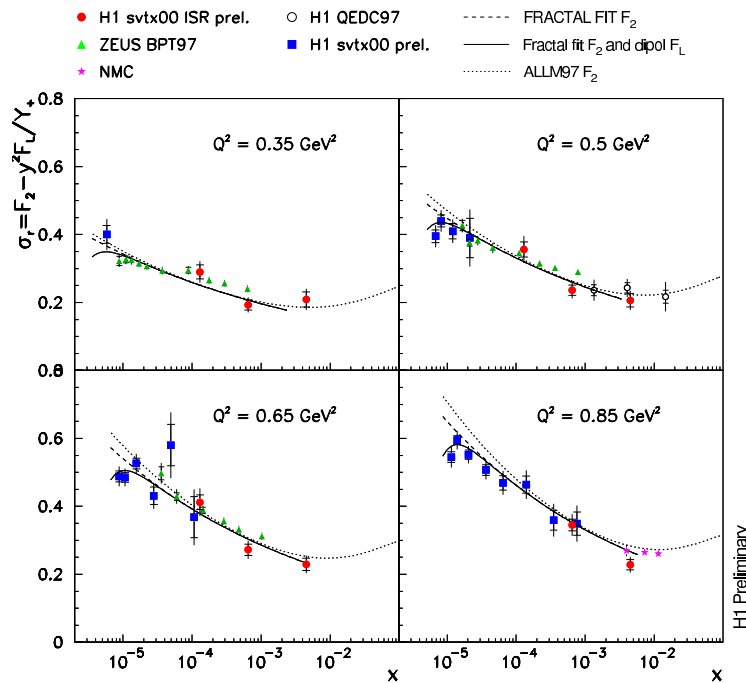 H1 svtx00 ISR prel.
H1 QEDC97
FRACTAL FIT F₂
ZEUS BPT97
H1 svtx00 prel.
Fractal fit F₂ and dipol F_L
NMC
ALLM97 F₂
σᵣ=F₂−y²F_L/Y₊
0.8
Q² = 0.35 GeV²
Q² = 0.5 GeV²
0.6
0.4
0.2
0
0.8
Q² = 0.65 GeV²
Q² = 0.85 GeV²
0.6
0.4
0.2
0
10⁻⁵ 10⁻⁴ 10⁻³ 10⁻² 10⁻⁵ 10⁻⁴ 10⁻³ 10⁻²
x x
H1 Preliminary